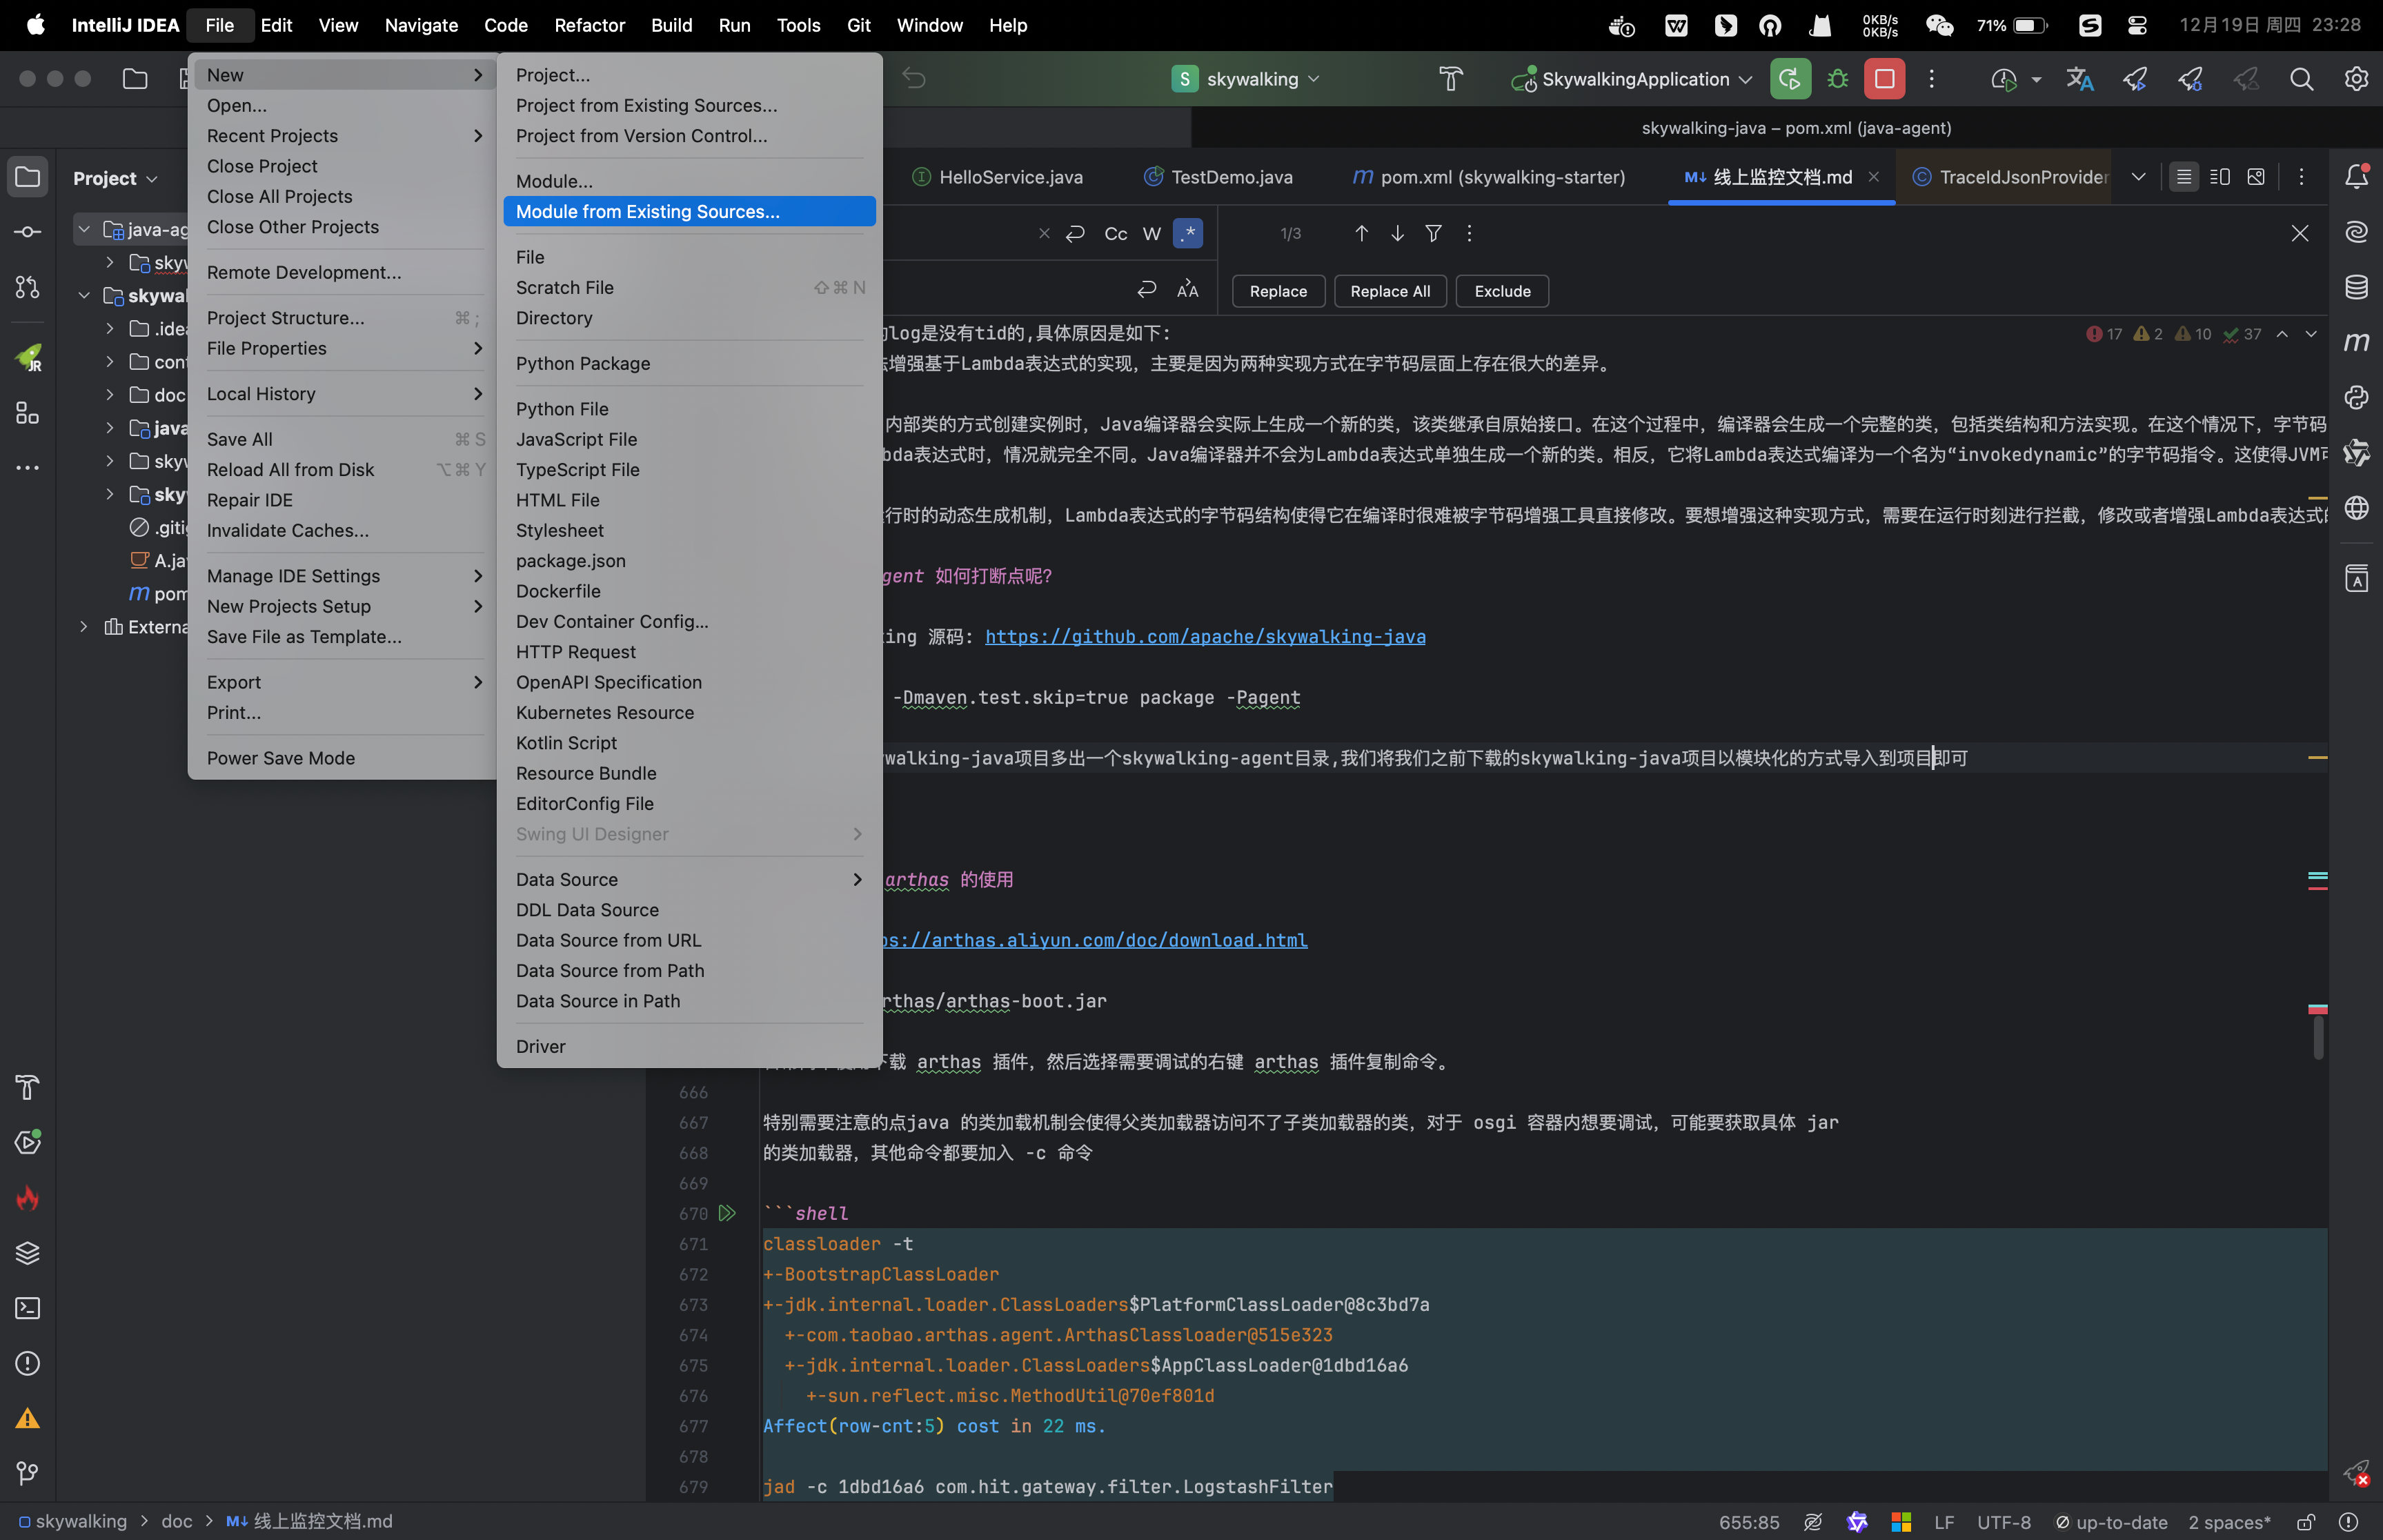 IntelliJ IDEA File Edit View Navigate Code Refactor Build Run Tools Git Window Help 0KB/s 0KB/s 71% 12月19日 周四 23:28
S skywalking SkywalkingApplication
skywalking-java – pom.xml (java-agent)
Project
java-ag
skyw
skywal
.idea
con
doc
java
skyw
sky
.giti
A.ja
pom
Externa
New
Open...
Recent Projects
Close Project
Close All Projects
Close Other Projects
Remote Development...
Project Structure... ⌘ ;
File Properties
Local History
Save All ⌘ S
Reload All from Disk ⌥⌘ Y
Repair IDE
Invalidate Caches...
Manage IDE Settings
New Projects Setup
Save File as Template...
Export
Print...
Power Save Mode
Project...
Project from Existing Sources...
Project from Version Control...
Module...
Module from Existing Sources...
File
Scratch File ⇧⌘ N
Directory
Python Package
Python File
JavaScript File
TypeScript File
HTML File
Stylesheet
package.json
Dockerfile
Dev Container Config...
HTTP Request
OpenAPI Specification
Kubernetes Resource
Kotlin Script
Resource Bundle
EditorConfig File
Swing UI Designer
Data Source
DDL Data Source
Data Source from URL
Data Source from Path
Data Source in Path
Driver
HelloService.java TestDemo.java pom.xml (skywalking-starter) M↓ 线上监控文档.md TraceIdJsonProvider
Cc W .* 1/3
Replace Replace All Exclude
log是没有tid的,具体原因是如下: 17 2 10 37
增强基于Lambda表达式的实现，主要是因为两种实现方式在字节码层面上存在很大的差异。
内部类的方式创建实例时，Java编译器会实际上生成一个新的类，该类继承自原始接口。在这个过程中，编译器会生成一个完整的类，包括类结构和方法实现。在这个情况下，字节码
bda表达式时，情况就完全不同。Java编译器并不会为Lambda表达式单独生成一个新的类。相反，它将Lambda表达式编译为一个名为“invokedynamic”的字节码指令。这使得JVM可
行时的动态生成机制，Lambda表达式的字节码结构使得它在编译时很难被字节码增强工具直接修改。要想增强这种实现方式，需要在运行时刻进行拦截，修改或者增强Lambda表达式的
gent 如何打断点呢?
ing 源码: https://github.com/apache/skywalking-java
-Dmaven.test.skip=true package -Pagent
walking-java项目多出一个skywalking-agent目录,我们将我们之前下载的skywalking-java项目以模块化的方式导入到项目即可
arthas 的使用
ps://arthas.aliyun.com/doc/download.html
rthas/arthas-boot.jar
下载 arthas 插件，然后选择需要调试的右键 arthas 插件复制命令。
666
667 特别需要注意的点java 的类加载机制会使得父类加载器访问不了子类加载器的类，对于 osgi 容器内想要调试，可能要获取具体 jar
668 的类加载器，其他命令都要加入 -c 命令
669
670 ```shell
671 classloader -t
672 +-BootstrapClassLoader
673 +-jdk.internal.loader.ClassLoaders$PlatformClassLoader@8c3bd7a
674 +-com.taobao.arthas.agent.ArthasClassloader@515e323
675 +-jdk.internal.loader.ClassLoaders$AppClassLoader@1dbd16a6
676 +-sun.reflect.misc.MethodUtil@70ef801d
677 Affect(row-cnt:5) cost in 22 ms.
678
679 jad -c 1dbd16a6 com.hit.gateway.filter.LogstashFilter
skywalking > doc > M↓ 线上监控文档.md 655:85 LF UTF-8 up-to-date 2 spaces*